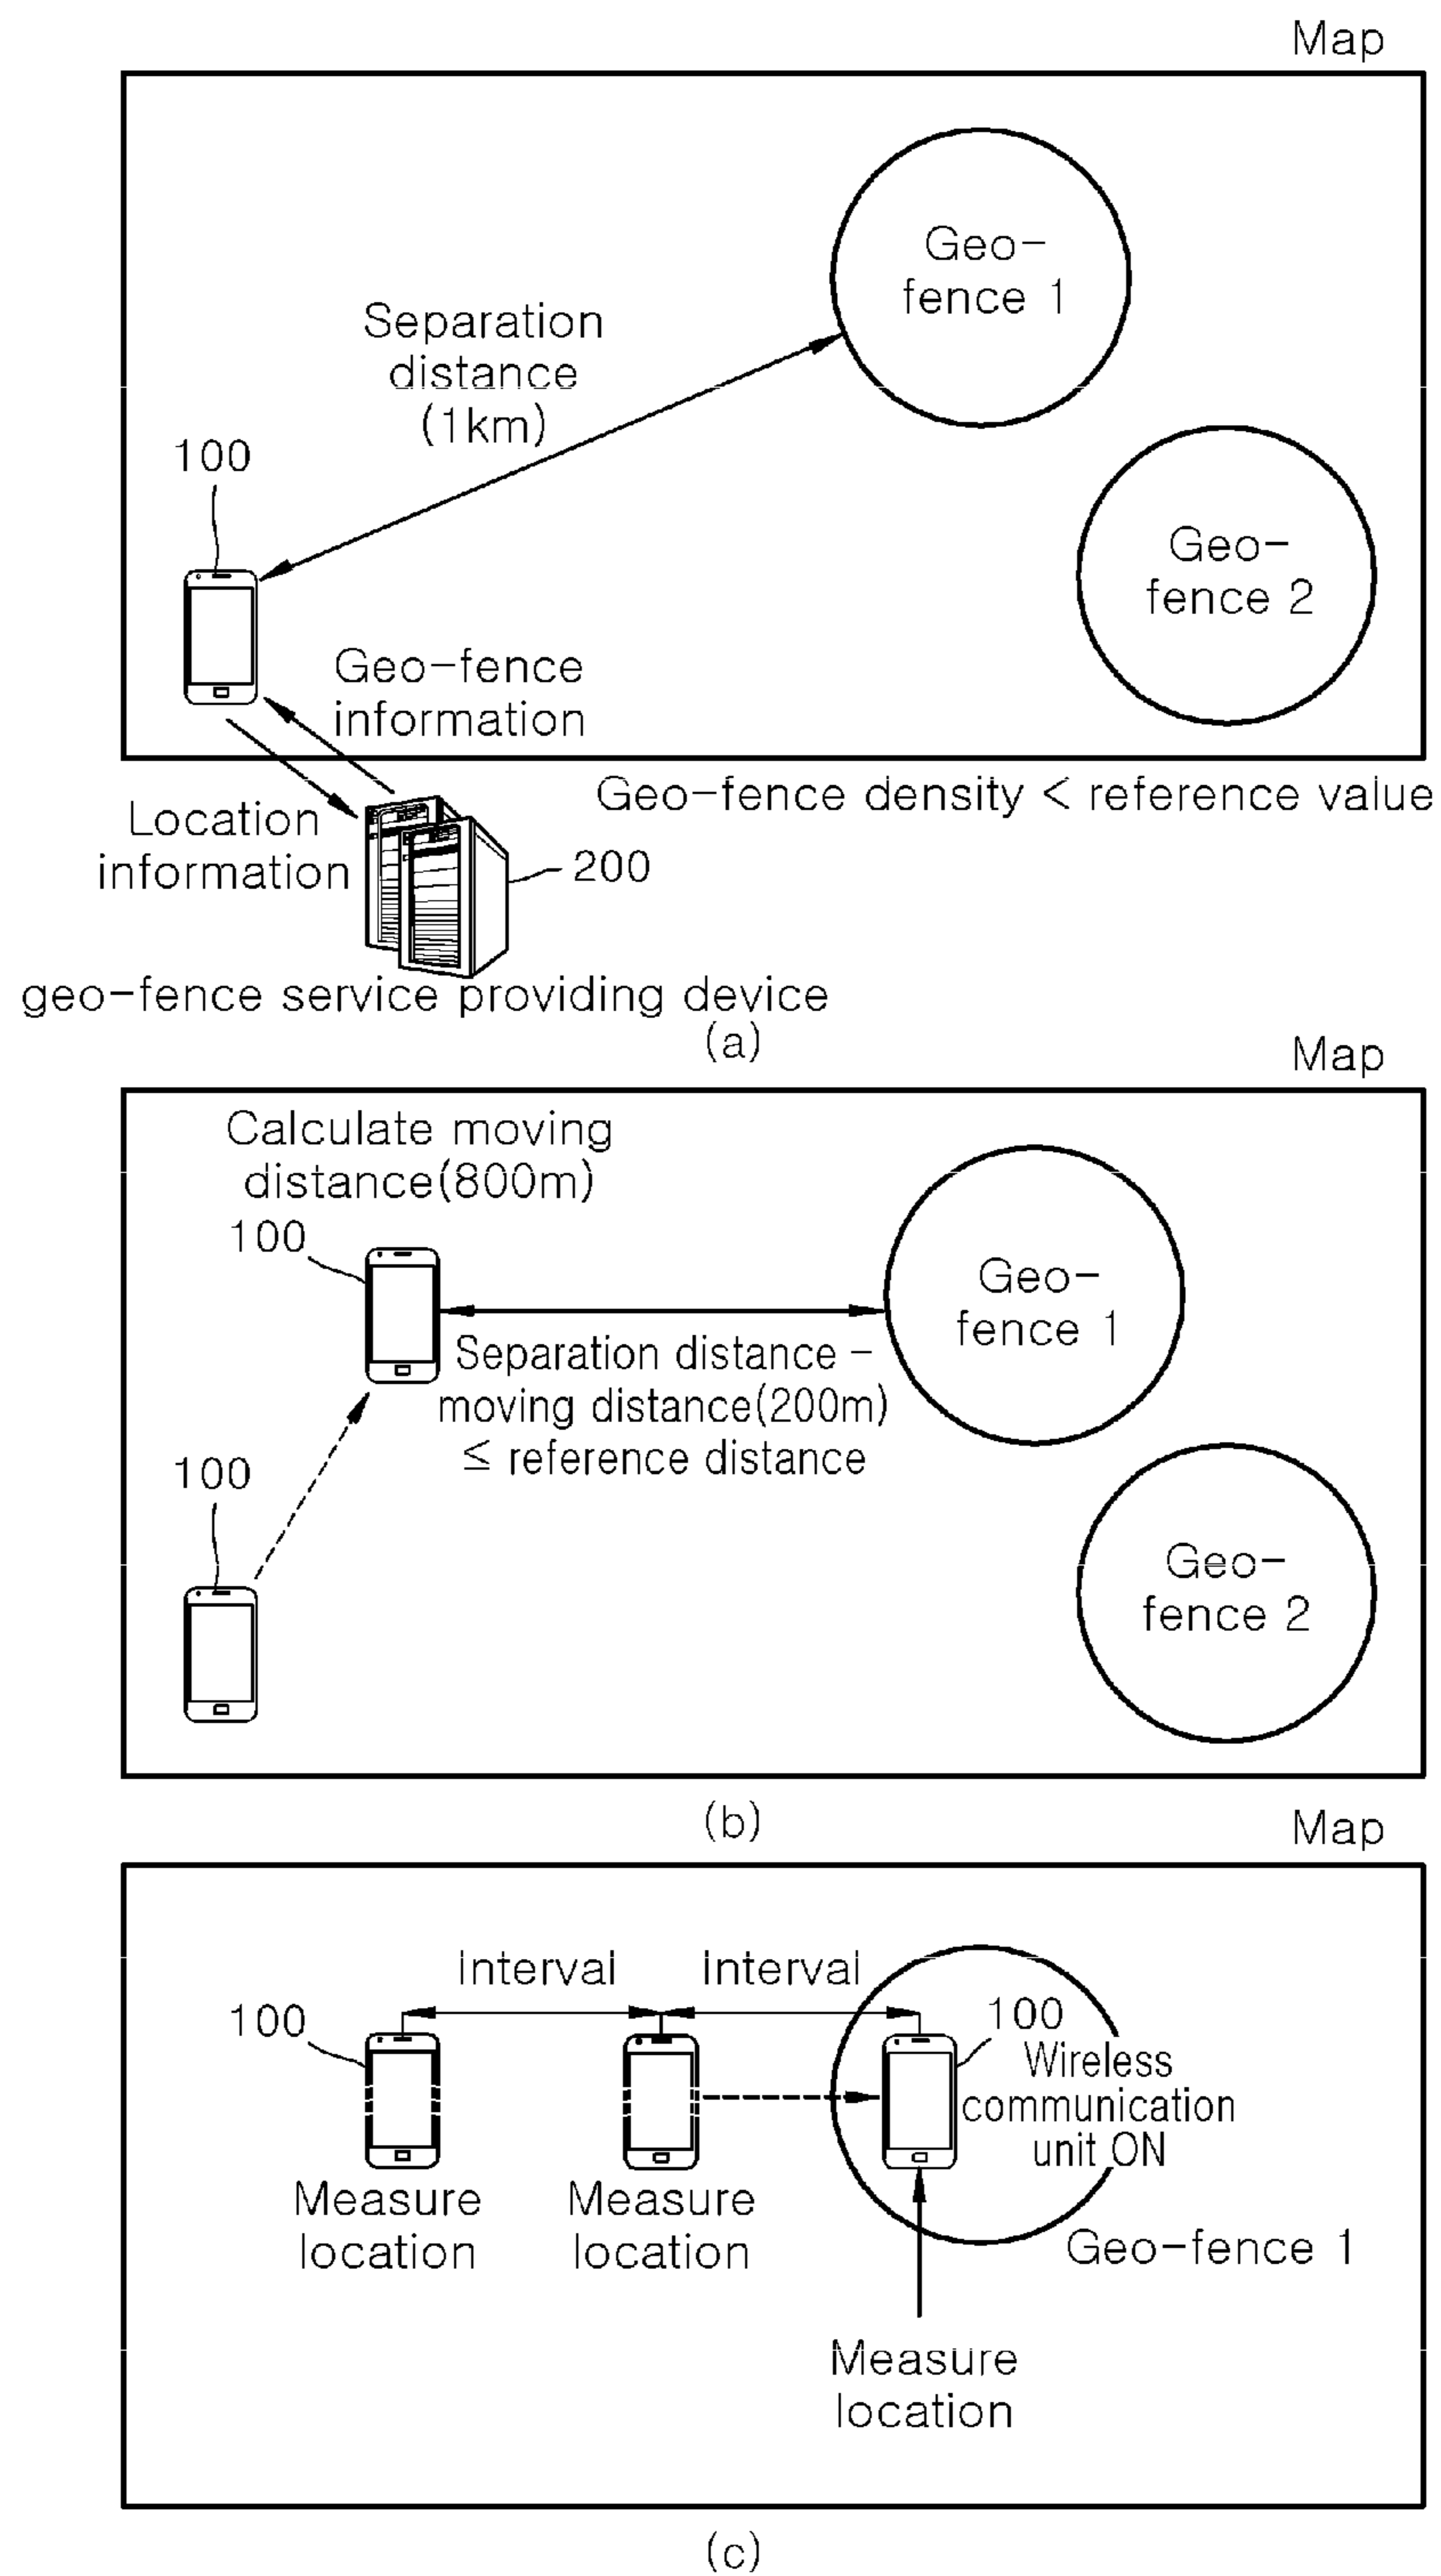 Map
Geo-
fence 1
Separation
distance
(1km)
100
Geo-
fence 2
Geo-fence
information
Geo-fence density < reference value
Location
information
200
geo-fence service providing device
(a)
Map
Calculate moving
distance(800m)
100
Geo-
fence 1
Separation distance -
moving distance(200m)
≤ reference distance
100
Geo-
fence 2
(b)
Map
Interval
Interval
100
100
Wireless
communication
unit ON
Measure
location
Measure
location
Geo-fence 1
Measure
location
(c)